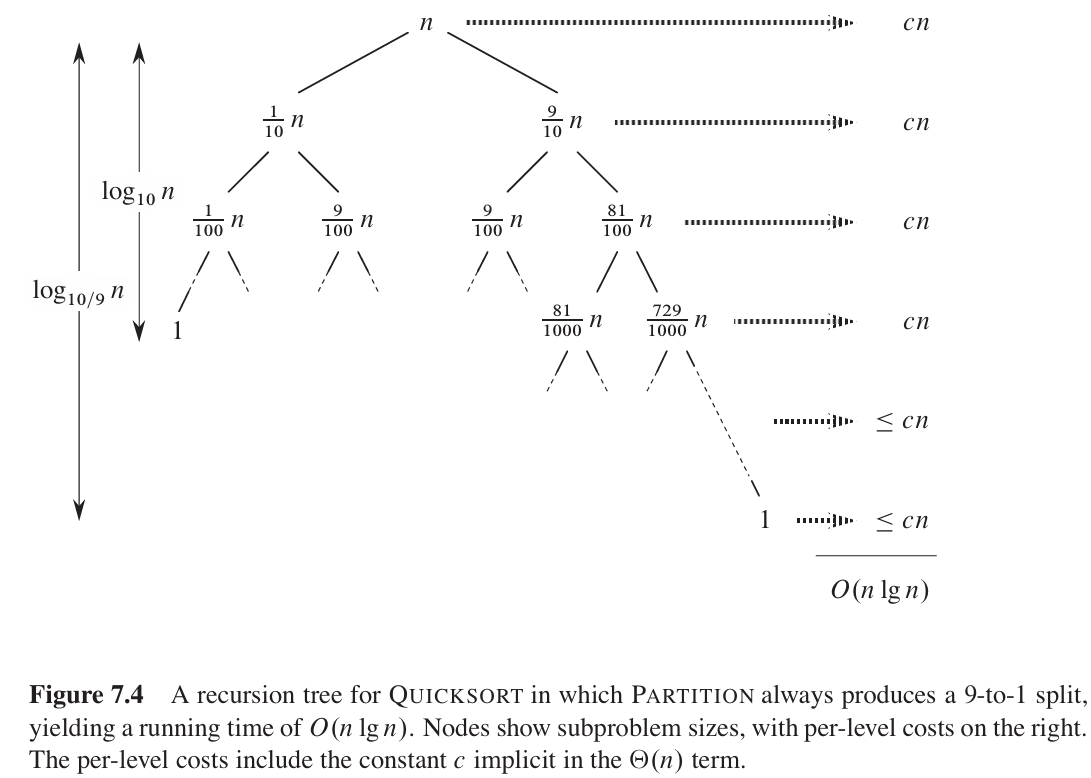 n cn
1/10 n 9/10 n cn
log₁₀ n
1/100 n 9/100 n 9/100 n 81/100 n cn
log₁₀/₉ n
1 81/1000 n 729/1000 n cn
≤ cn
1 ≤ cn
O(n lg n)
Figure 7.4 A recursion tree for QUICKSORT in which PARTITION always produces a 9-to-1 split,
yielding a running time of O(n lg n). Nodes show subproblem sizes, with per-level costs on the right.
The per-level costs include the constant c implicit in the Θ(n) term.